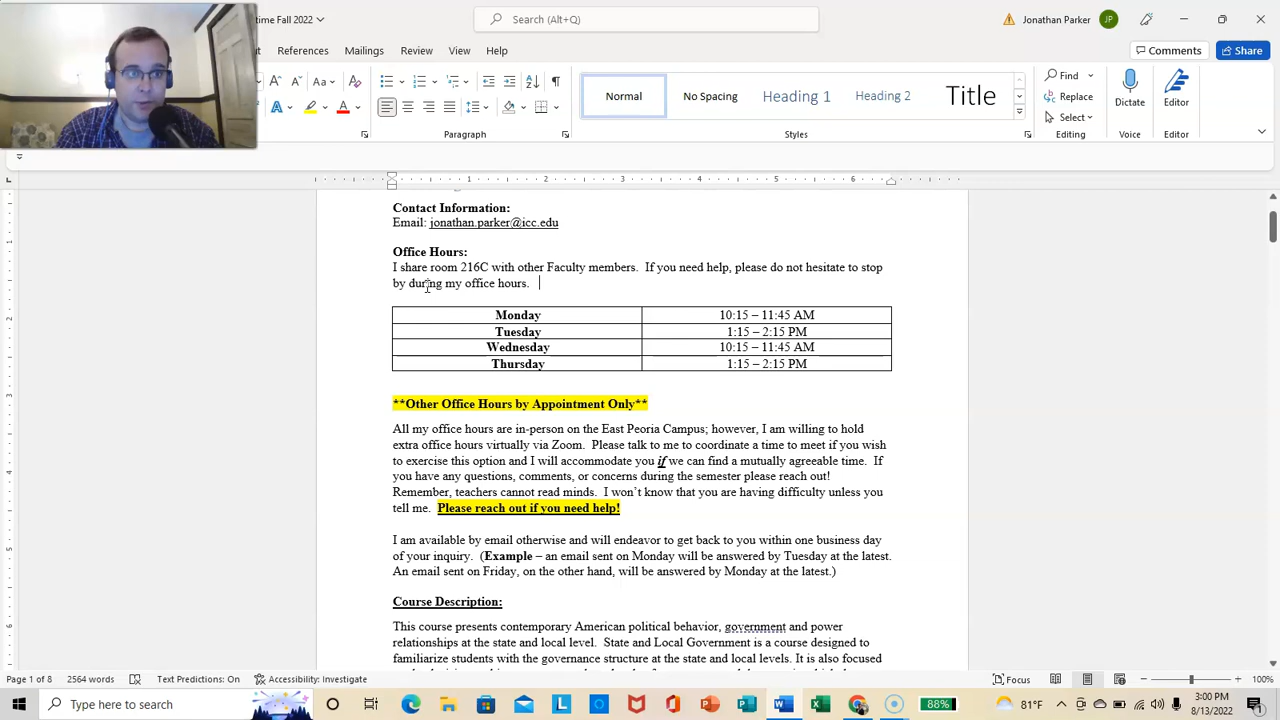 time Fall 2022
Search (Alt+Q)
Jonathan Parker
JP
References Mailings Review View Help
Comments
Share
Aa
A
A
Normal
No Spacing
Heading 1
Heading 2
Title
Find
Replace
Select
Dictate
Editor
Paragraph
Styles
Editing
Voice
Editor
1 2 3 4 5 6
Contact Information:
Email: jonathan.parker@icc.edu
Office Hours:
I share room 216C with other Faculty members. If you need help, please do not hesitate to stop
by during my office hours.
Monday 10:15 – 11:45 AM
Tuesday 1:15 – 2:15 PM
Wednesday 10:15 – 11:45 AM
Thursday 1:15 – 2:15 PM
**Other Office Hours by Appointment Only**
All my office hours are in-person on the East Peoria Campus; however, I am willing to hold
extra office hours virtually via Zoom. Please talk to me to coordinate a time to meet if you wish
to exercise this option and I will accommodate you if we can find a mutually agreeable time. If
you have any questions, comments, or concerns during the semester please reach out!
Remember, teachers cannot read minds. I won’t know that you are having difficulty unless you
tell me. Please reach out if you need help!
I am available by email otherwise and will endeavor to get back to you within one business day
of your inquiry. (Example – an email sent on Monday will be answered by Tuesday at the latest.
An email sent on Friday, on the other hand, will be answered by Monday at the latest.)
Course Description:
This course presents contemporary American political behavior, government and power
relationships at the state and local level. State and Local Government is a course designed to
familiarize students with the governance structure at the state and local levels. It is also focused
Page 1 of 8 2564 words Text Predictions: On Accessibility: Investigate Focus 100%
Type here to search
88%
81°F
3:00 PM
8/13/2022